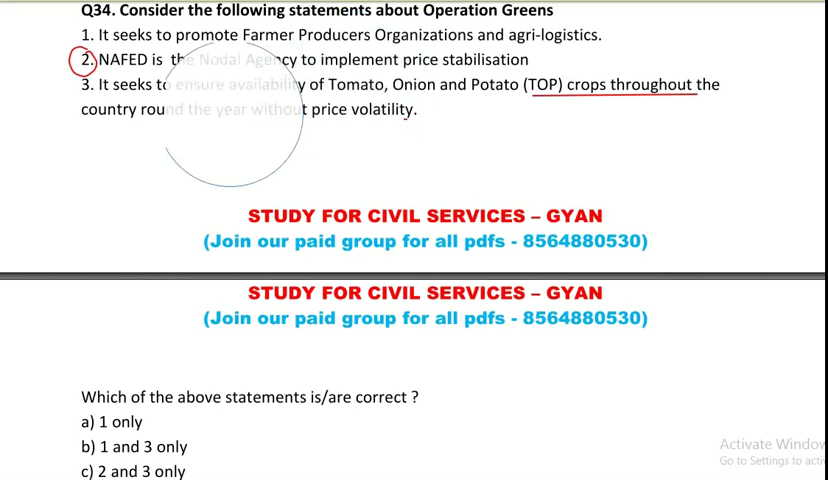 Q34. Consider the following statements about Operation Greens
1. It seeks to promote Farmer Producers Organizations and agri-logistics.
2. NAFED is the Nodal Agency to implement price stabilisation
3. It seeks to ensure availability of Tomato, Onion and Potato (TOP) crops throughout the
country round the year without price volatility.
STUDY FOR CIVIL SERVICES – GYAN
(Join our paid group for all pdfs - 8564880530)
STUDY FOR CIVIL SERVICES – GYAN
(Join our paid group for all pdfs - 8564880530)
Which of the above statements is/are correct ?
a) 1 only
b) 1 and 3 only
Activate Window
Go to Settings to acti
c) 2 and 3 only